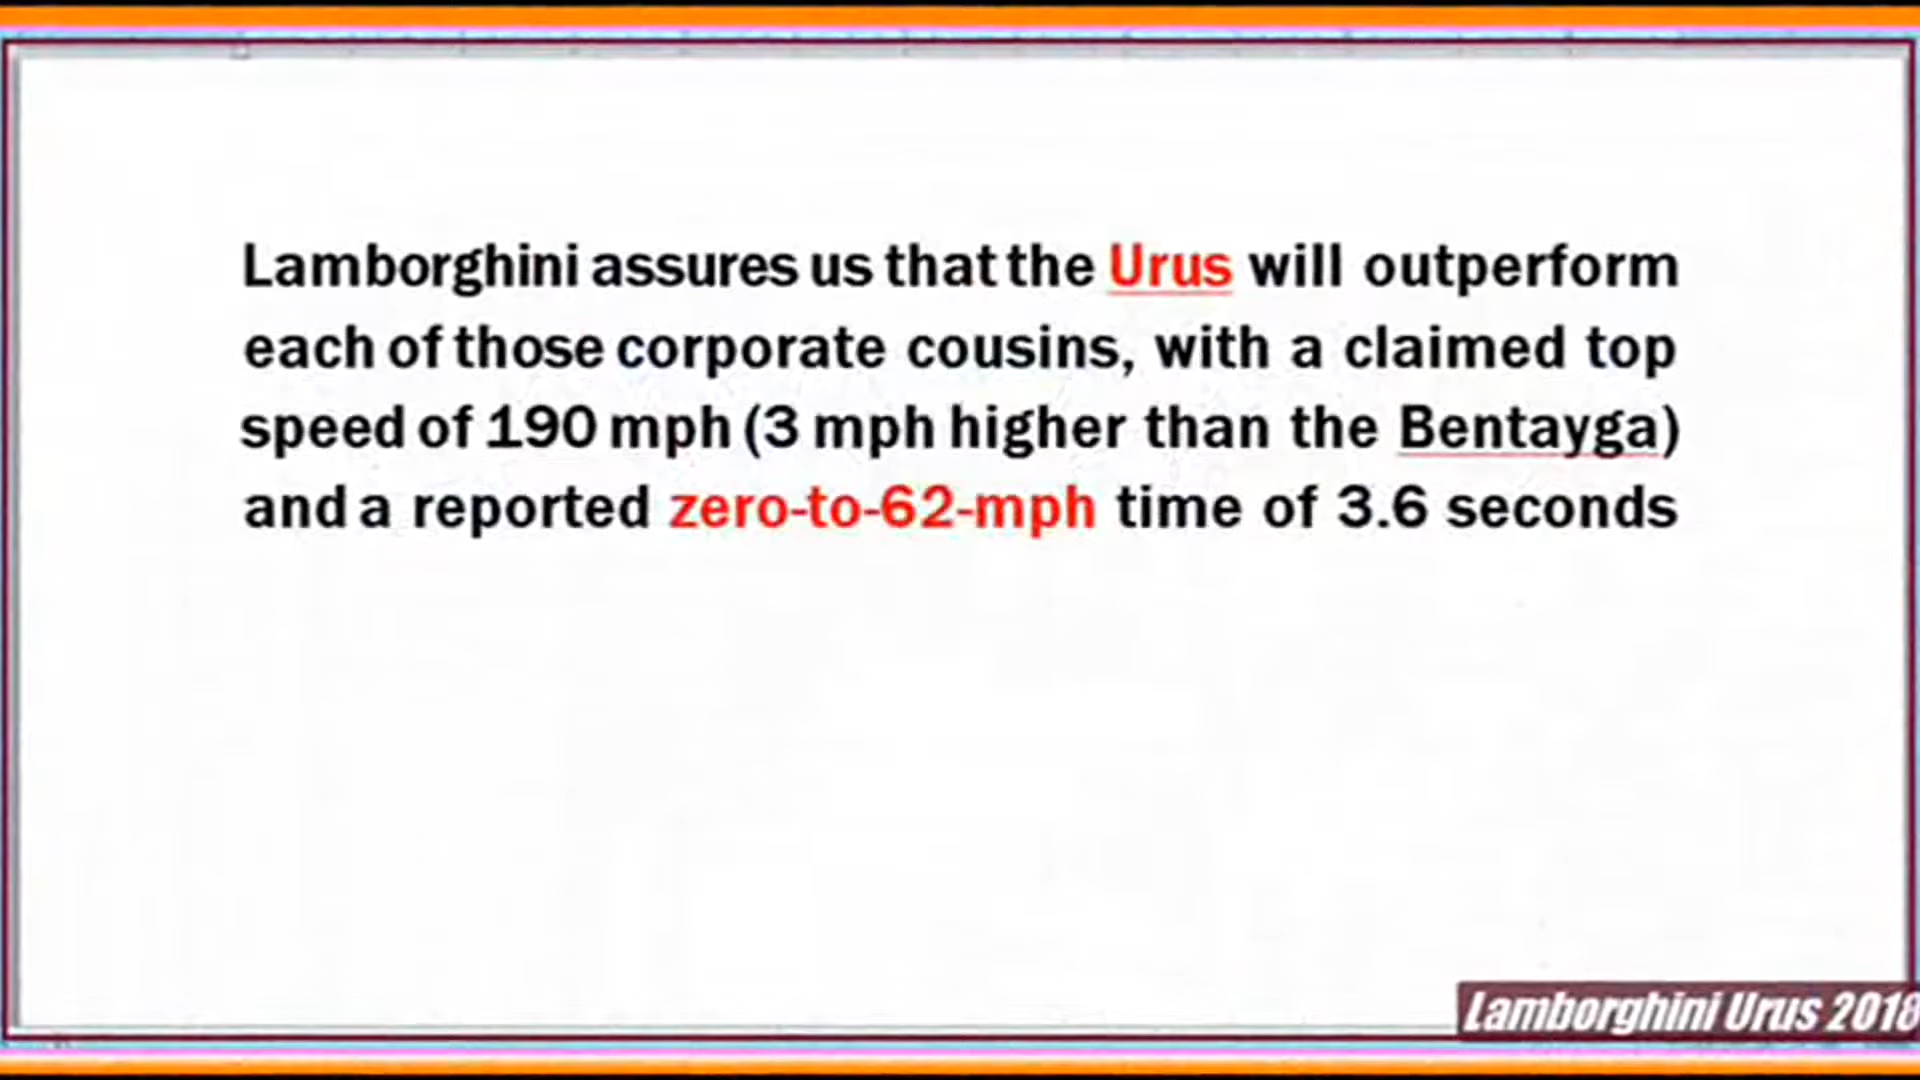 Lamborghini assures us that the Urus will outperform
each of those corporate cousins, with a claimed top
speed of 190 mph (3 mph higher than the Bentayga)
and a reported zero-to-62-mph time of 3.6 seconds
Lamborghini Urus 2018